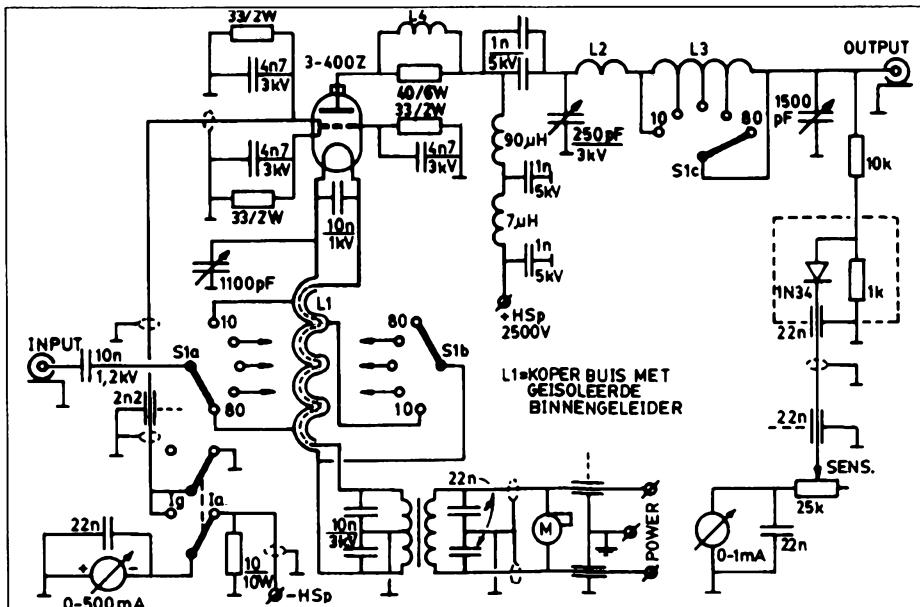 33/2W
4n7
3kV
3-400Z
L4
40/6W
33/2W
4n7
3kV
4n7
3kV
33/2W
10n
1kV
1n
5kV
L2
L3
OUTPUT
250pF
3kV
10
80
S1c
1500
pF
10k
90µH
1n
5kV
7µH
1n
5kV
+HSp
2500V
1N34
1k
22n
1100pF
L1
10
80
S1a
S1b
80
10
INPUT
10n
1,2kV
2n2
L1=KOPER BUIS MET
GEISOLEERDE
BINNENGELEIDER
22n
SENS.
25k
22n
0-1mA
Ig
Ia
22n
+
-
0-500mA
10
10W
-HSp
10n
3kV
22n
M
POWER